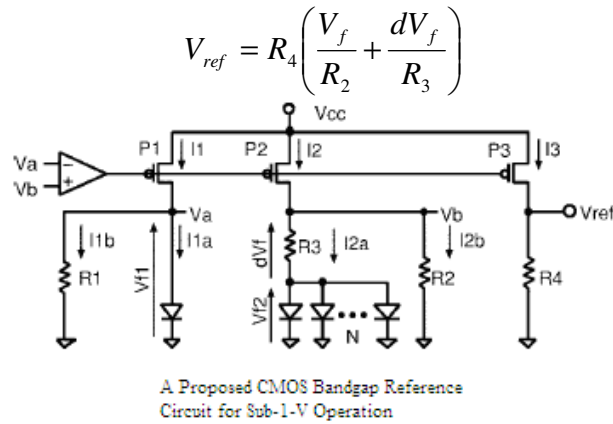 V_ref = R_4 ( V_f / R_2 + dV_f / R_3 )
Vcc
P1 I1 P2 I2 P3 I3
Va −
Vb +
Va Vb Vref
I1b I1a R3 I2a I2b
R1 Vf1 dVf R2 R4
Vf2
N
A Proposed CMOS Bandgap Reference
Circuit for Sub-1-V Operation